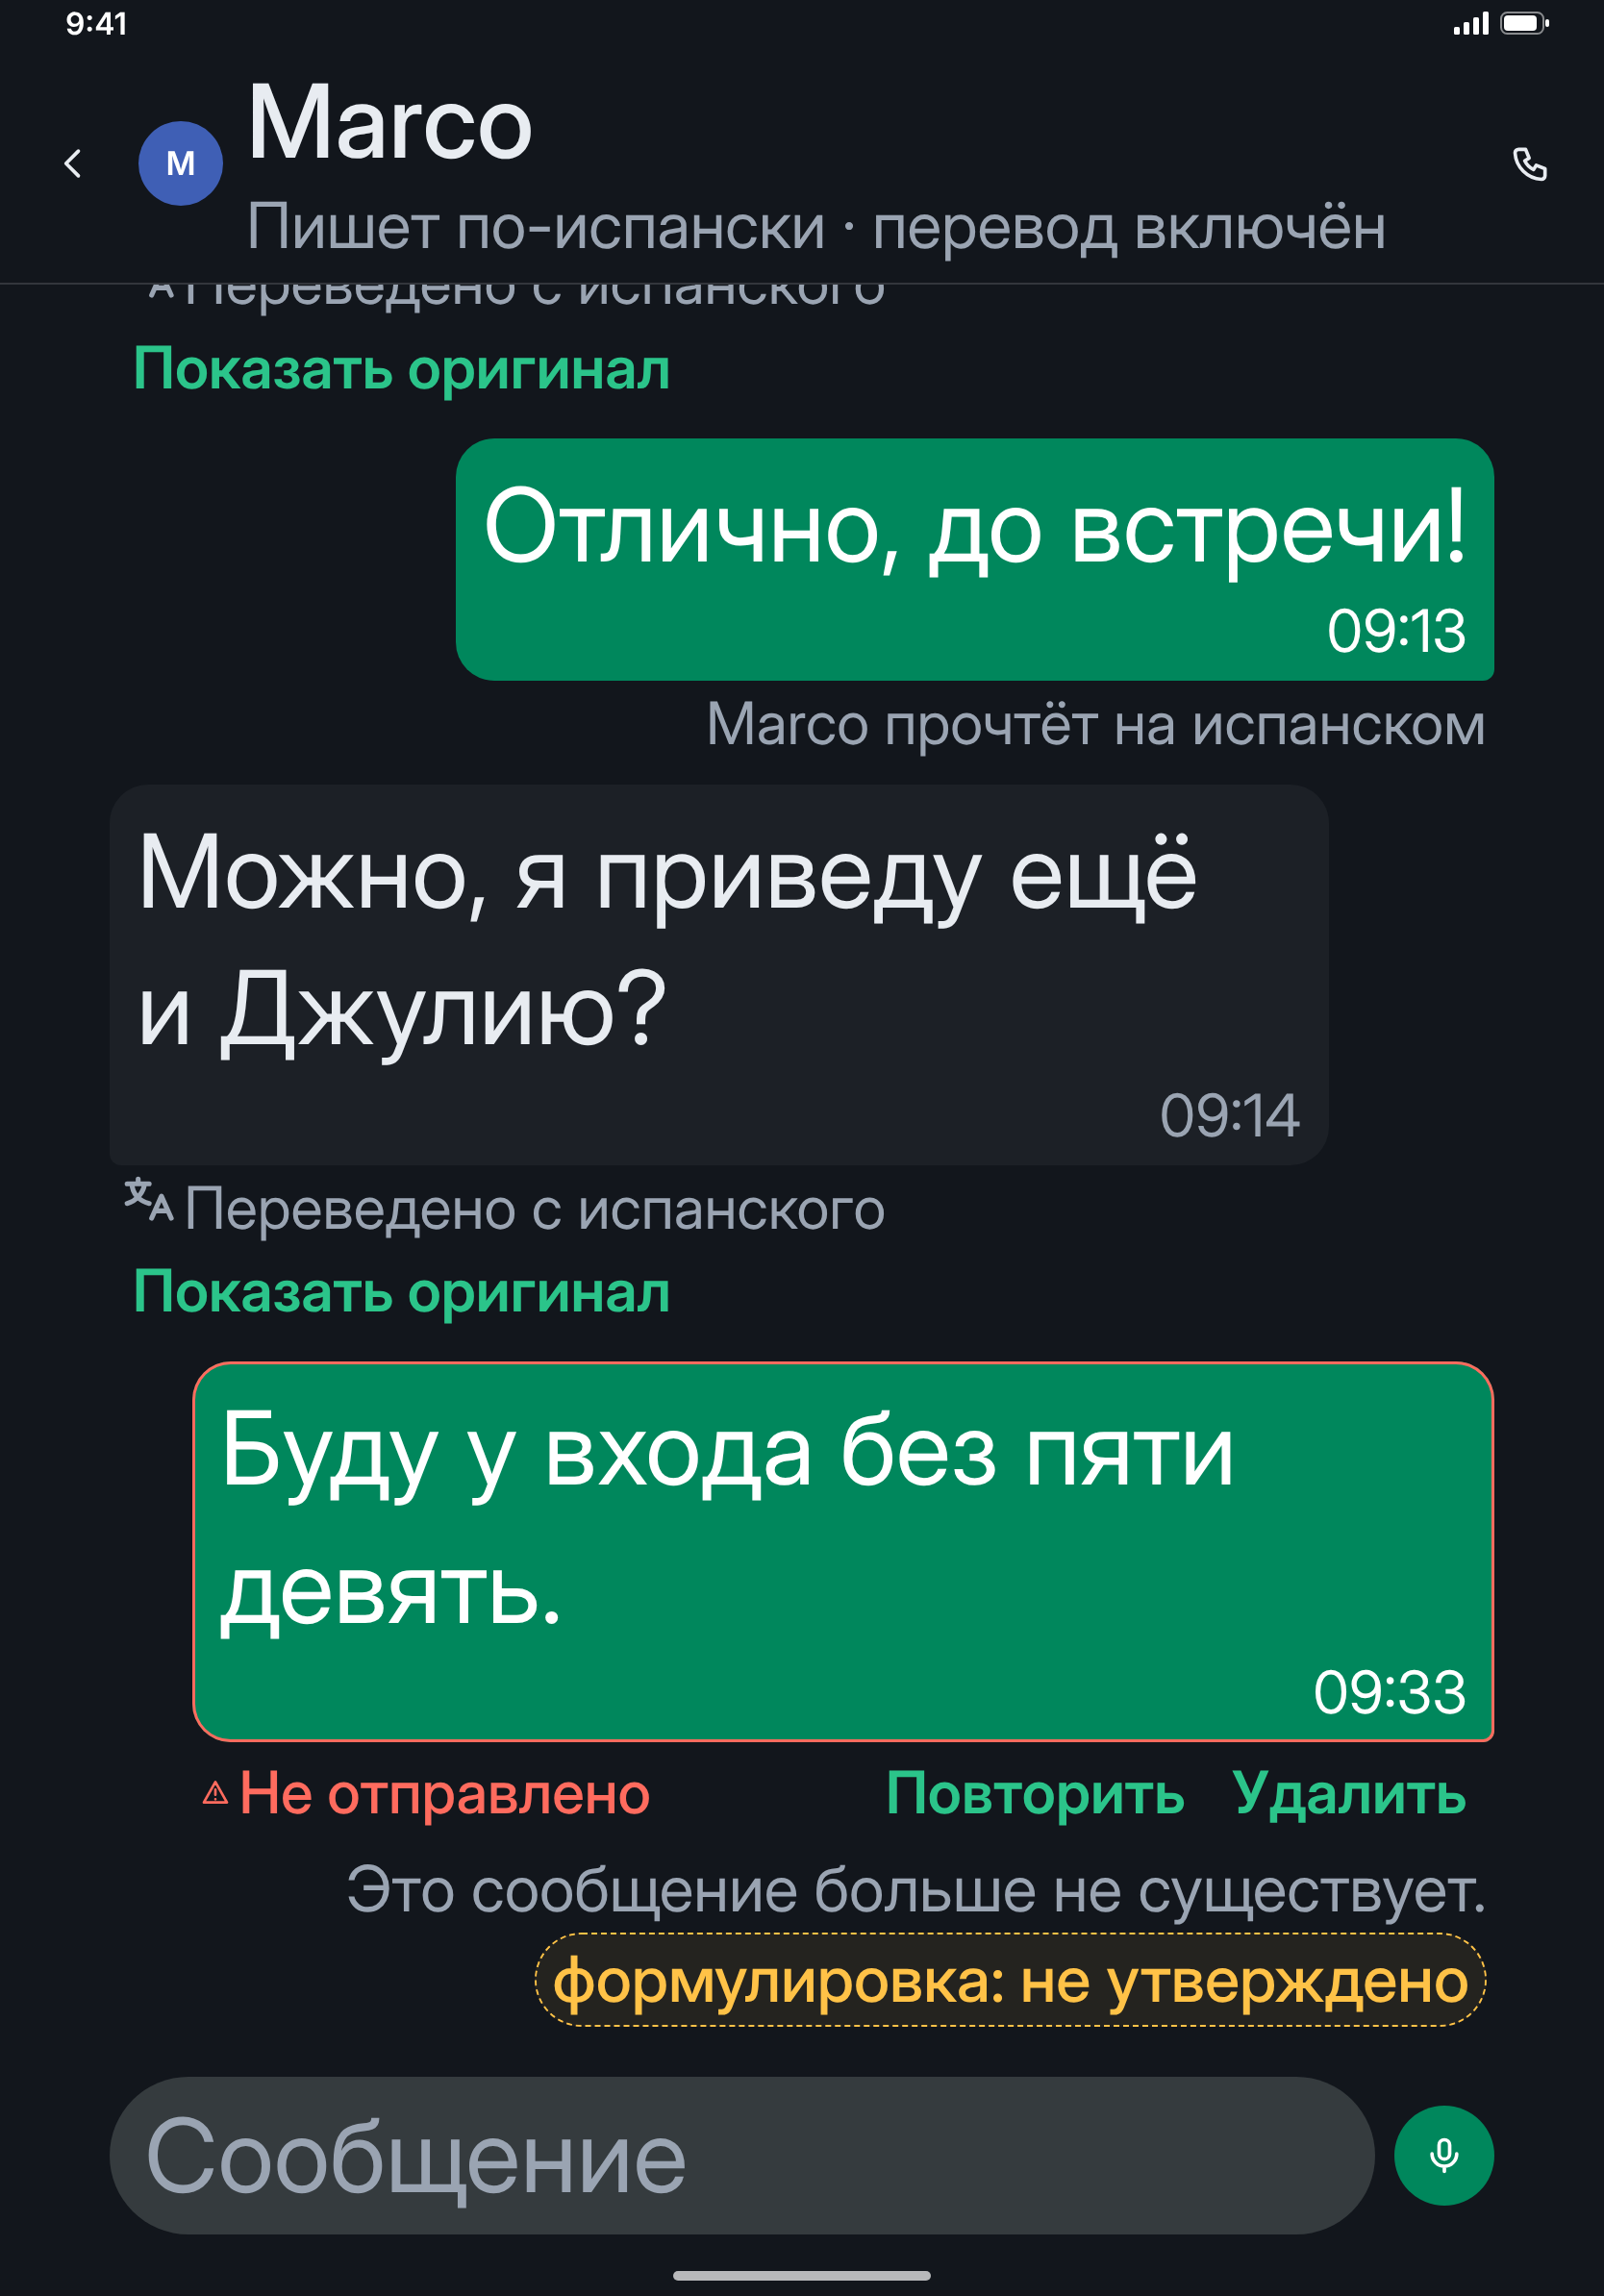 9:41
M
Marco
Пишет по-испански · перевод включён
Переведено с испанского
Показать оригинал
Отлично, до встречи!
09:13
Marco прочтёт на испанском
Можно, я приведу ещё
и Джулию?
09:14
Переведено с испанского
Показать оригинал
Буду у входа без пяти
девять.
09:33
Не отправлено Повторить Удалить
Это сообщение больше не существует.
формулировка: не утверждено
Сообщение